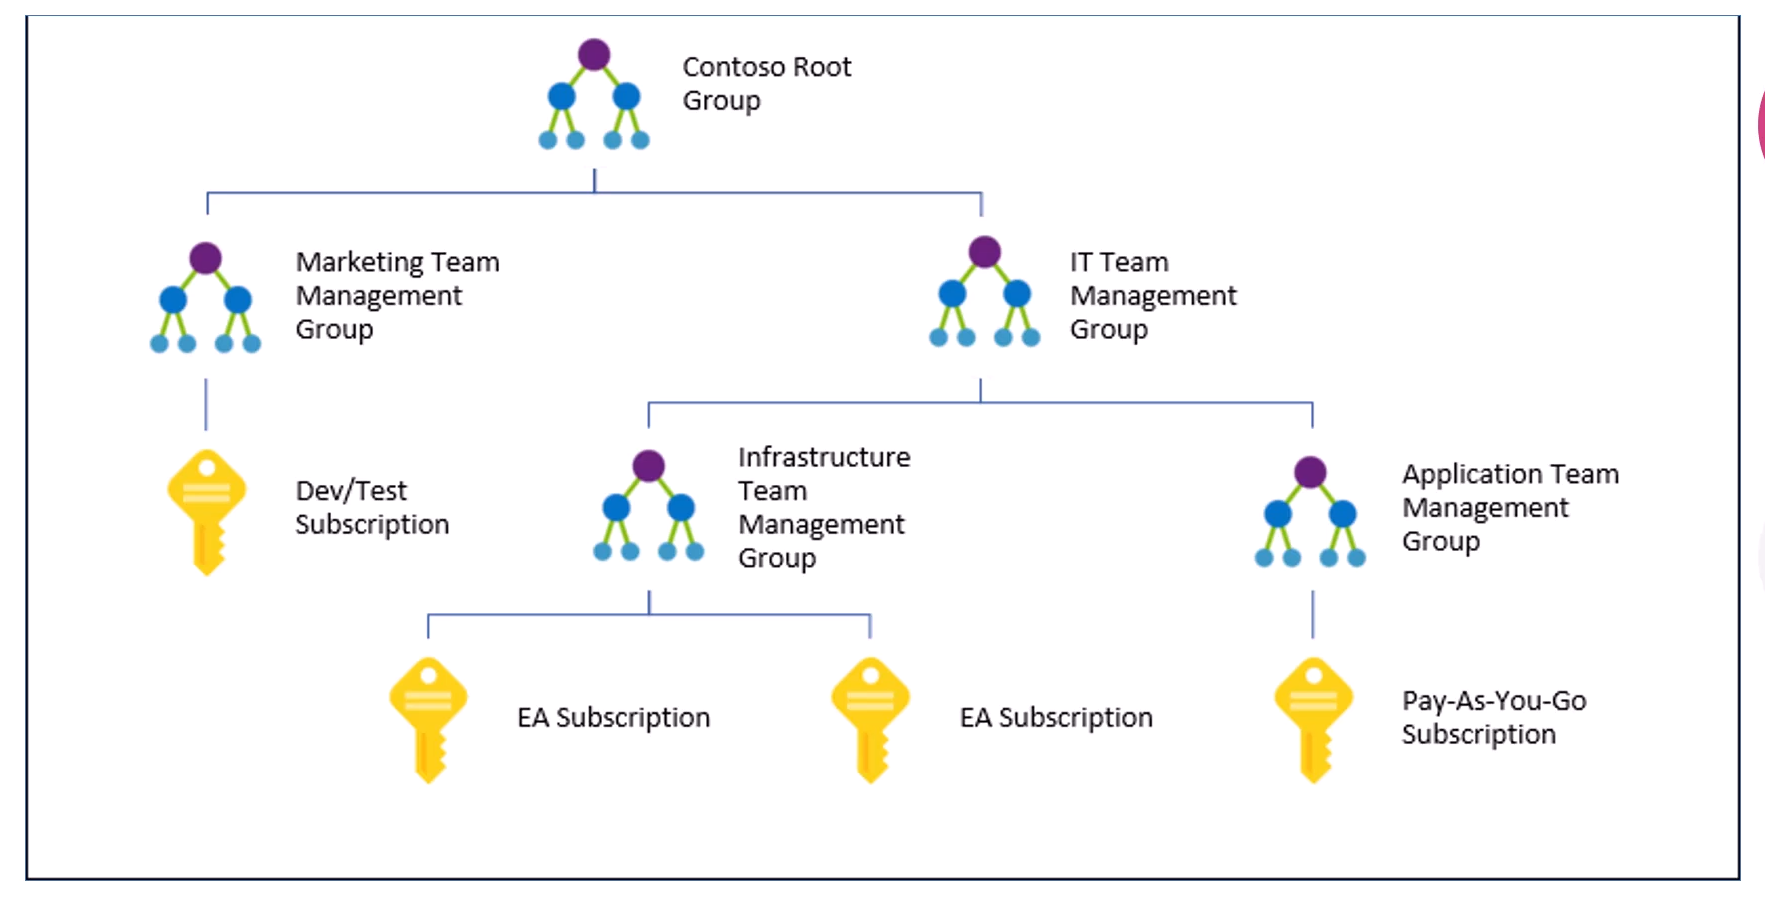 Contoso Root
Group
Marketing Team
Management
Group
IT Team
Management
Group
Dev/Test
Subscription
Infrastructure
Team
Management
Group
Application Team
Management
Group
EA Subscription
EA Subscription
Pay-As-You-Go
Subscription